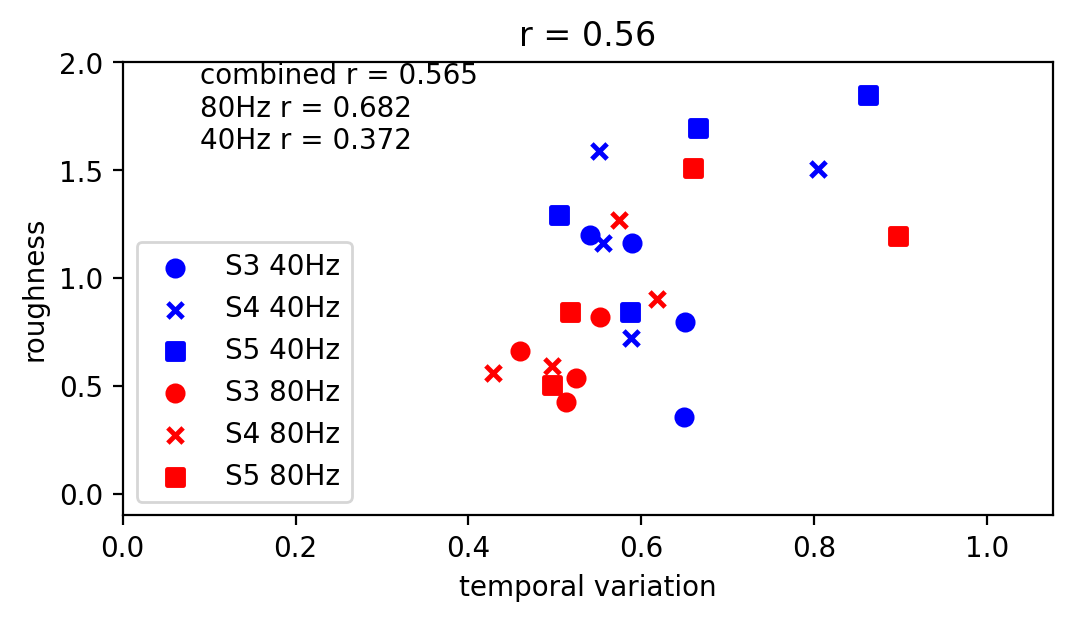 r = 0.56
combined r = 0.565
80Hz r = 0.682
40Hz r = 0.372
2.0
1.5
1.0
0.5
0.0
roughness
S3 40Hz
S4 40Hz
S5 40Hz
S3 80Hz
S4 80Hz
S5 80Hz
0.0 0.2 0.4 0.6 0.8 1.0
temporal variation